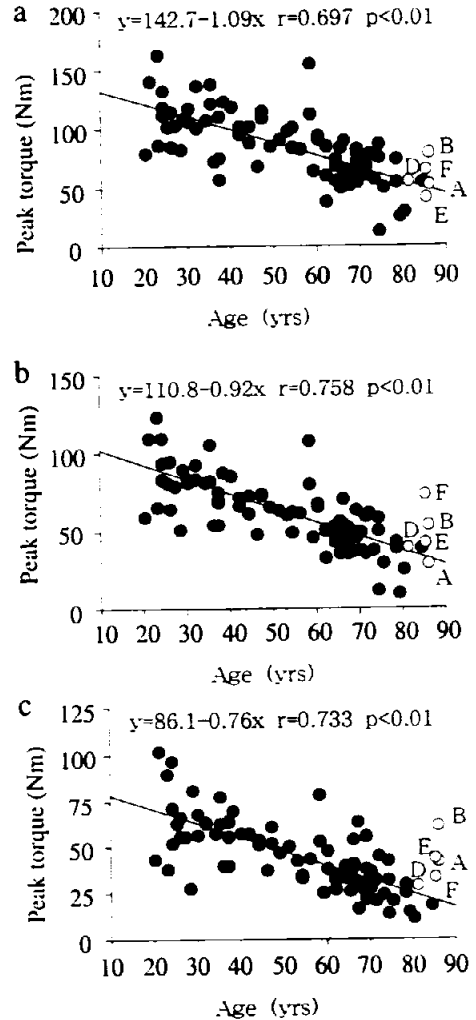 a
y=142.7-1.09x r=0.697 p<0.01
Peak torque (Nm)
200
150
100
50
0
B
D
F
A
E
10 20 30 40 50 60 70 80 90
Age (yrs)
b
y=110.8-0.92x r=0.758 p<0.01
Peak torque (Nm)
150
100
50
0
F
B
D
E
A
10 20 30 40 50 60 70 80 90
Age (yrs)
c
y=86.1-0.76x r=0.733 p<0.01
Peak torque (Nm)
125
100
75
50
25
0
B
E
A
D
F
10 20 30 40 50 60 70 80 90
Age (yrs)